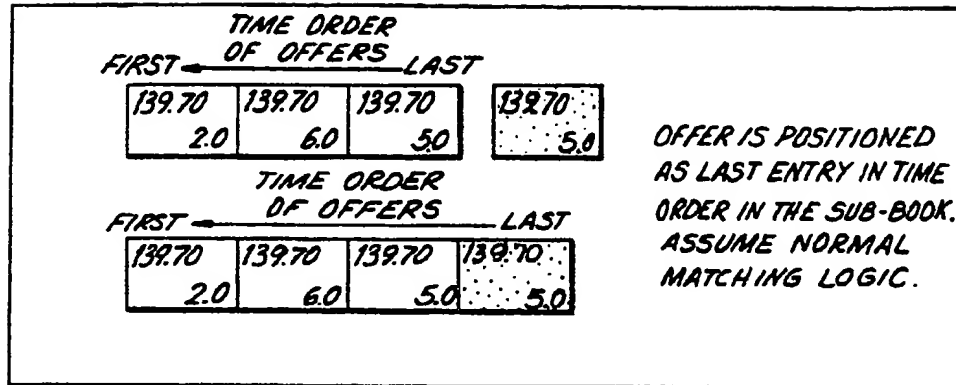 TIME ORDER
OF OFFERS
FIRST LAST
139.70 139.70 139.70 139.70
2.0 6.0 5.0 5.0
TIME ORDER
OF OFFERS
FIRST LAST
139.70 139.70 139.70 139.70
2.0 6.0 5.0 5.0
OFFER IS POSITIONED
AS LAST ENTRY IN TIME
ORDER IN THE SUB-BOOK.
ASSUME NORMAL
MATCHING LOGIC.